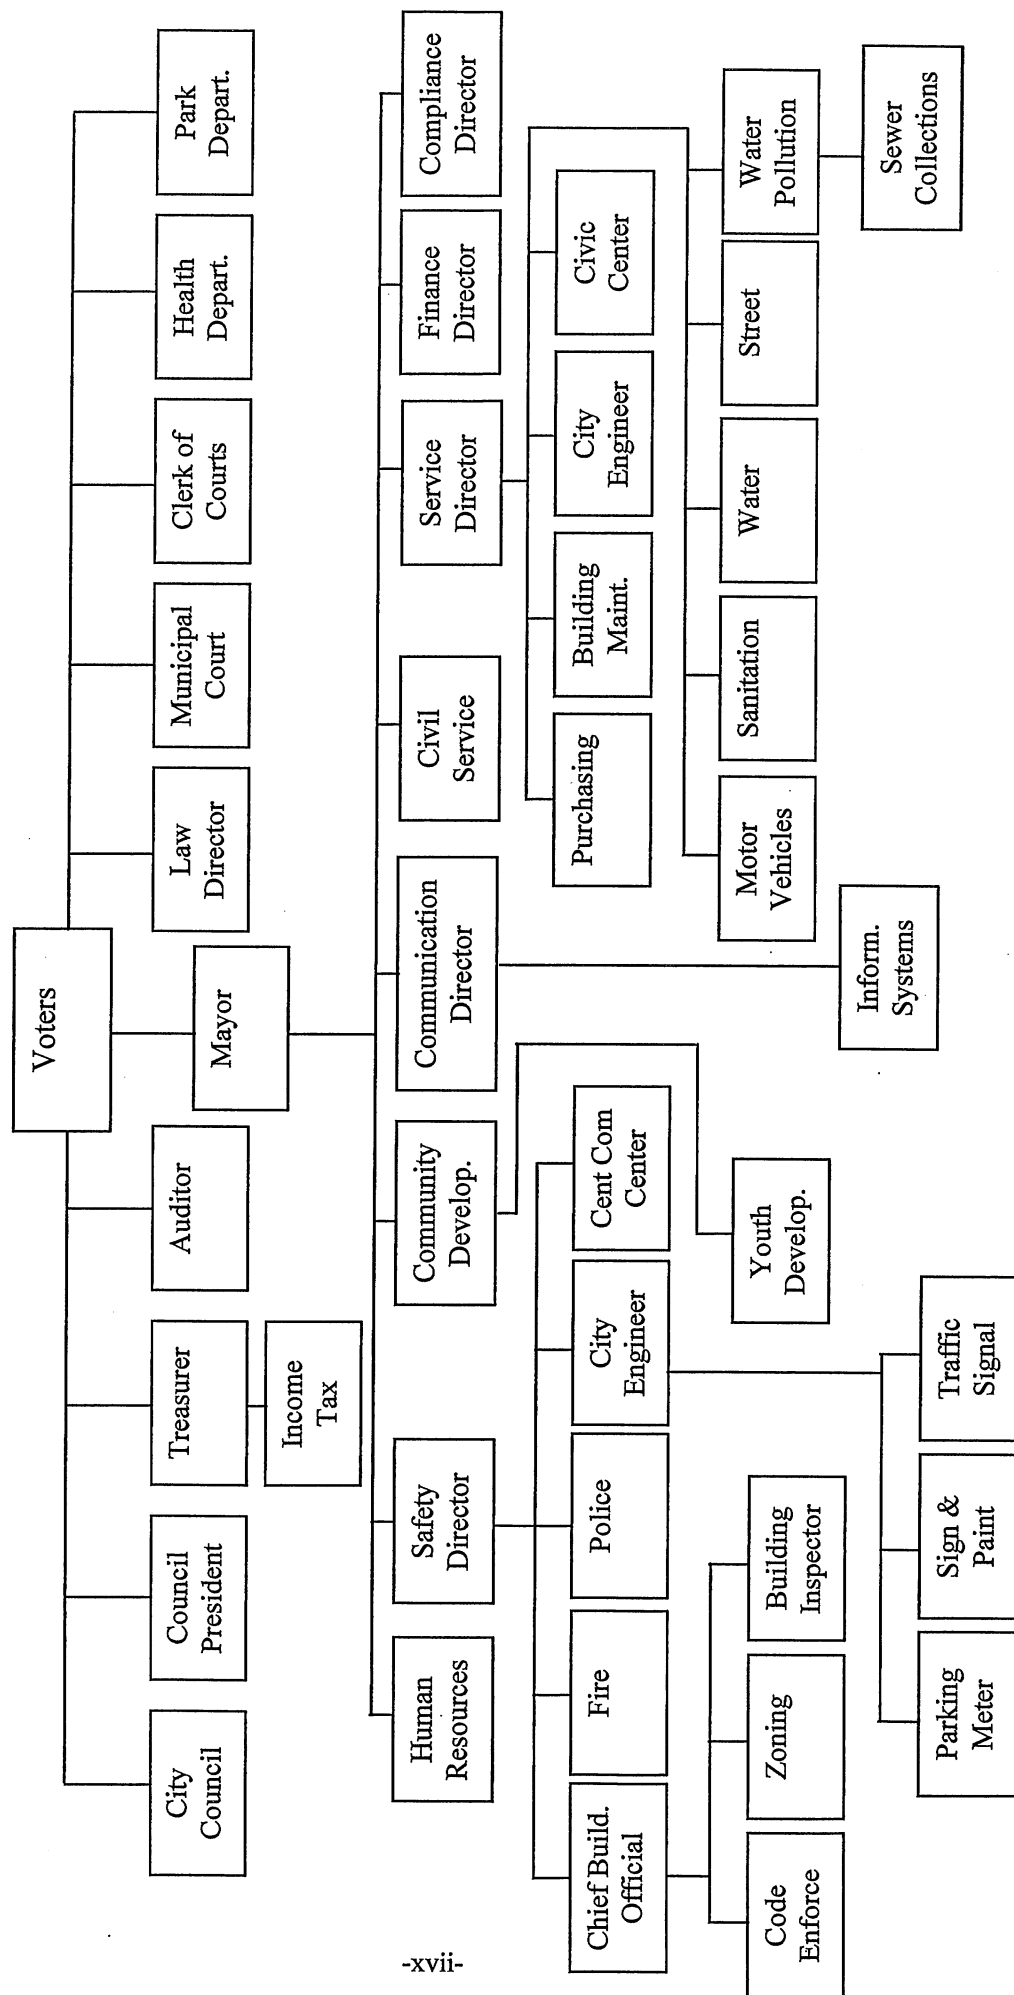 Voters
City
Council
Council
President
Treasurer
Auditor
Mayor
Law
Director
Municipal
Court
Clerk of
Courts
Health
Depart.
Park
Depart.
Income
Tax
Human
Resources
Safety
Director
Community
Develop.
Communication
Director
Civil
Service
Service
Director
Finance
Director
Compliance
Director
Chief Build.
Official
Fire
Police
City
Engineer
Cent Com
Center
Purchasing
Building
Maint.
City
Engineer
Civic
Center
Code
Enforce
Zoning
Building
Inspector
Youth
Develop.
Motor
Vehicles
Sanitation
Water
Street
Water
Pollution
Parking
Meter
Sign &
Paint
Traffic
Signal
Inform.
Systems
Sewer
Collections
-xvii-